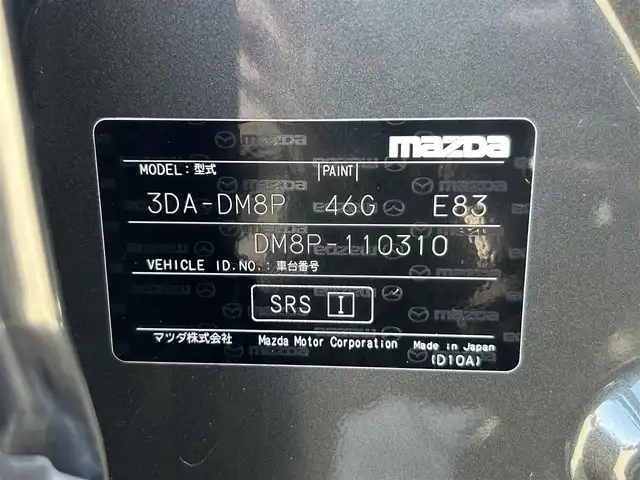 mazda
MODEL:型式 PAINT
3DA-DM8P 46G E83
DM8P-110310
VEHICLE ID.NO.:車台番号
SRS I
マツダ株式会社 Mazda Motor Corporation Made in Japan
(D10A)